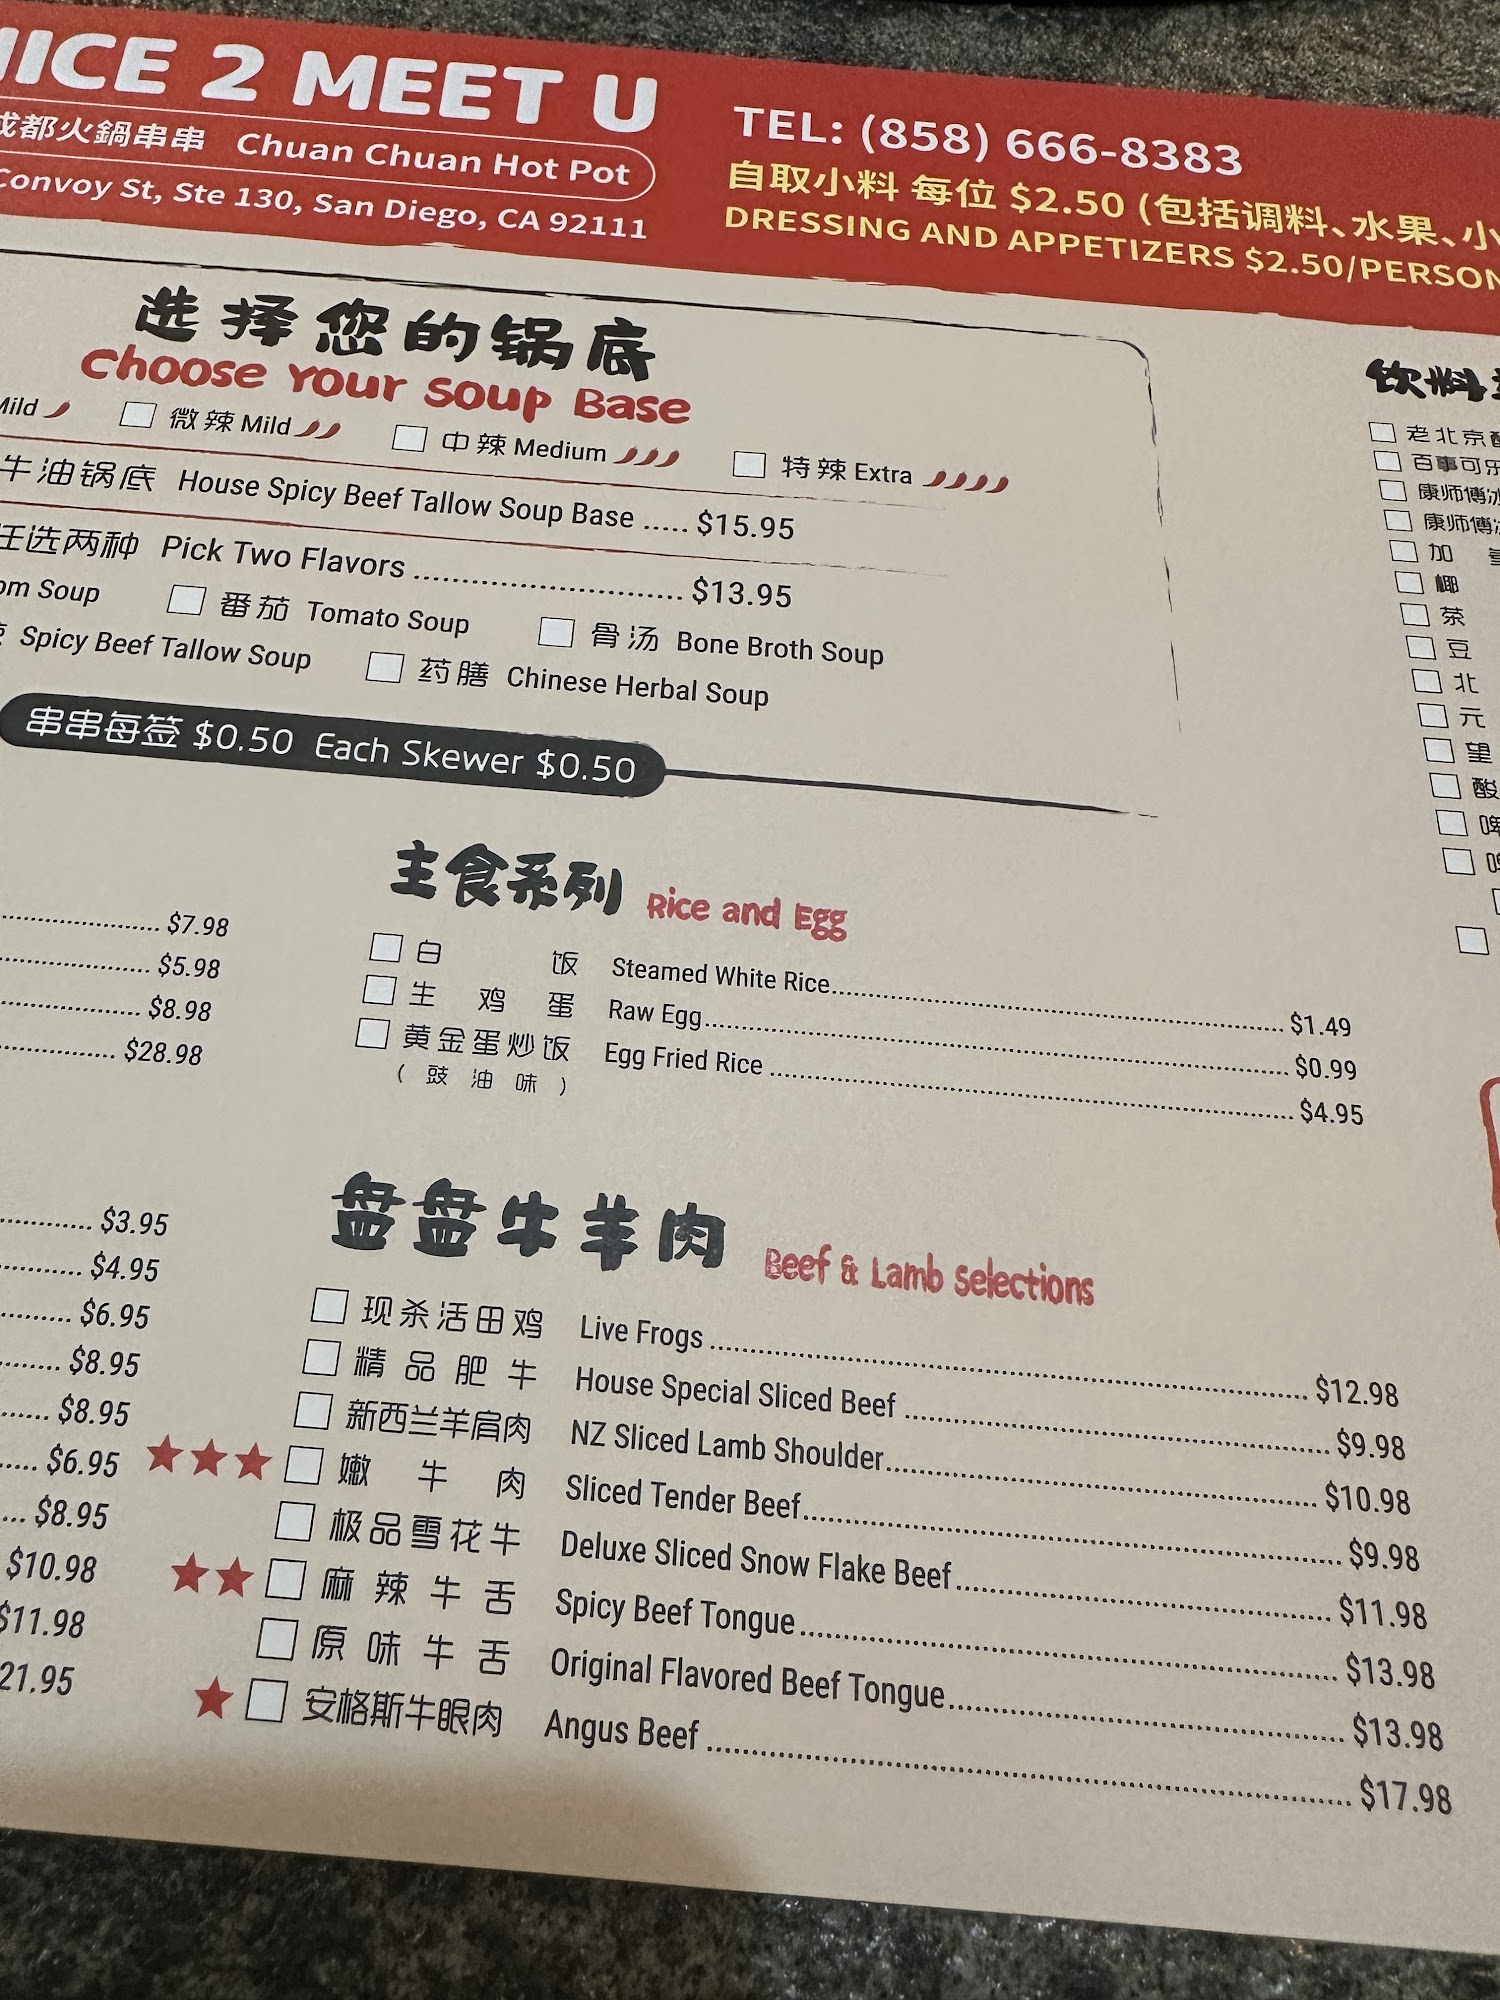 NICE 2 MEET U
成都火鍋串串 Chuan Chuan Hot Pot
Convoy St, Ste 130, San Diego, CA 92111
TEL: (858) 666-8383
自取小料 每位 $2.50 (包括调料、水果、小
DRESSING AND APPETIZERS $2.50/PERSON
选择您的锅底
Choose Your Soup Base
Mild 微辣 Mild 中辣 Medium 特辣 Extra
牛油锅底 House Spicy Beef Tallow Soup Base ..... $15.95
任选两种 Pick Two Flavors ........................... $13.95
Soup 番茄 Tomato Soup 骨汤 Bone Broth Soup
Spicy Beef Tallow Soup 药膳 Chinese Herbal Soup
串串每签 $0.50 Each Skewer $0.50
$7.98
$5.98
$8.98
$28.98
主食系列 Rice and Egg
白饭 Steamed White Rice $1.49
生鸡蛋 Raw Egg $0.99
黄金蛋炒饭 Egg Fried Rice $4.95
(豉油味)
$3.95
$4.95
$6.95
$8.95
$8.95
$6.95
$8.95
$10.98
$11.98
21.95
盘盘牛羊肉 Beef & Lamb Selections
现杀活田鸡 Live Frogs $12.98
精品肥牛 House Special Sliced Beef $9.98
新西兰羊肩肉 NZ Sliced Lamb Shoulder $10.98
★★★ 嫩牛肉 Sliced Tender Beef $9.98
极品雪花牛 Deluxe Sliced Snow Flake Beef $11.98
★★ 麻辣牛舌 Spicy Beef Tongue $13.98
原味牛舌 Original Flavored Beef Tongue $13.98
★ 安格斯牛眼肉 Angus Beef $17.98
饮料
老北京酸
百事可乐
康师傅冰
康师傅冰
加
椰
茶
豆
北
元
望
酸
啤
啤